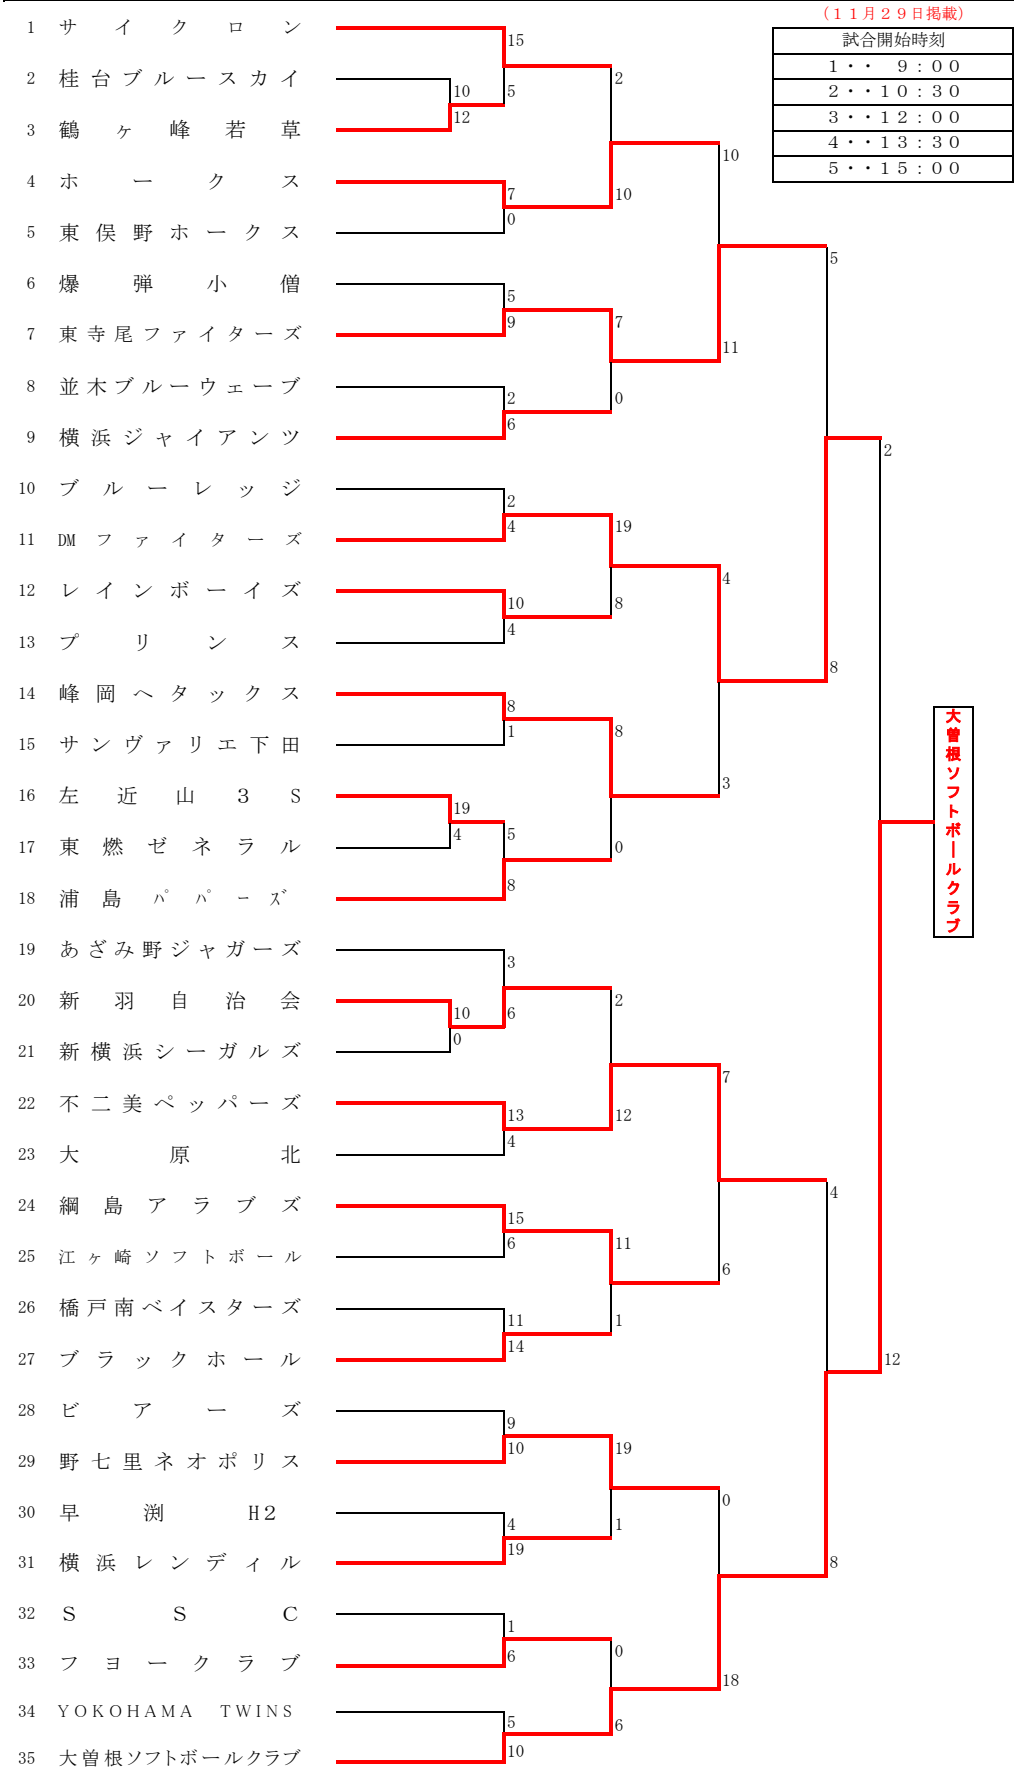 (１１月２９日掲載)
試合開始時刻
１・・　９：００
２・・１０：３０
３・・１２：００
４・・１３：３０
５・・１５：００
1 サイクロン
15
2 桂台ブルースカイ
10
5
2
3 鶴ヶ峰若草
12
10
4 ホークス
7
10
5 東俣野ホークス
0
5
6 爆弾小僧
5
7 東寺尾ファイターズ
9
7
11
8 並木ブルーウェーブ
2
0
9 横浜ジャイアンツ
6
2
10 ブルーレッジ
2
11 DMファイターズ
4
19
12 レインボーイズ
10
8
4
13 プリンス
4
8
14 峰岡ヘタックス
8
15 サンヴァリエ下田
1
8
16 左近山３S
19
3
17 東燃ゼネラル
4
5
0
18 浦島ﾊﾟﾊﾟｰｽﾞ
8
大曽根ソフトボールクラブ
19 あざみ野ジャガーズ
3
20 新羽自治会
10
6
2
21 新横浜シーガルズ
0
7
22 不二美ペッパーズ
13
12
23 大原北
4
4
24 綱島アラブズ
15
25 江ヶ崎ソフトボール
6
11
6
26 橋戸南ベイスターズ
11
1
27 ブラックホール
14
12
28 ビアーズ
9
29 野七里ネオポリス
10
19
30 早渕H２
4
1
0
31 横浜レンディル
19
8
32 ＳＳＣ
1
33 フヨークラブ
6
0
18
34 YOKOHAMA TWINS
5
6
35 大曽根ソフトボールクラブ
10